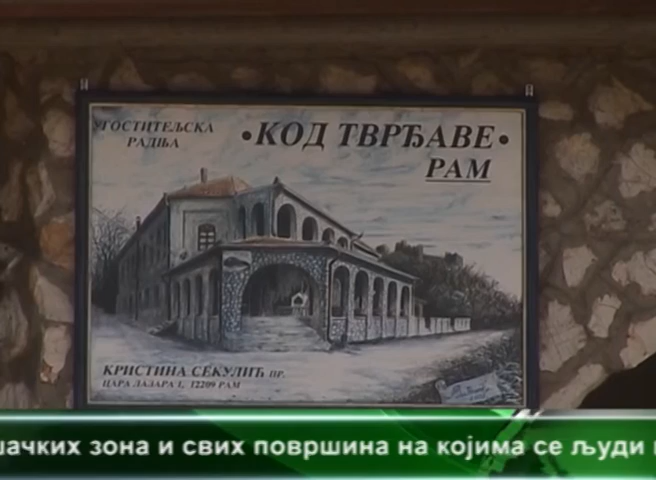 УГОСТИТЕЉСКА
РАДЊА
•КОД ТВРЂАВЕ•
РАМ
КРИСТИНА СЕКУЛИЋ ПР.
ЦАРА ЛАЗАРА 1, 12209 РАМ
зона и свих површина на којима се људи